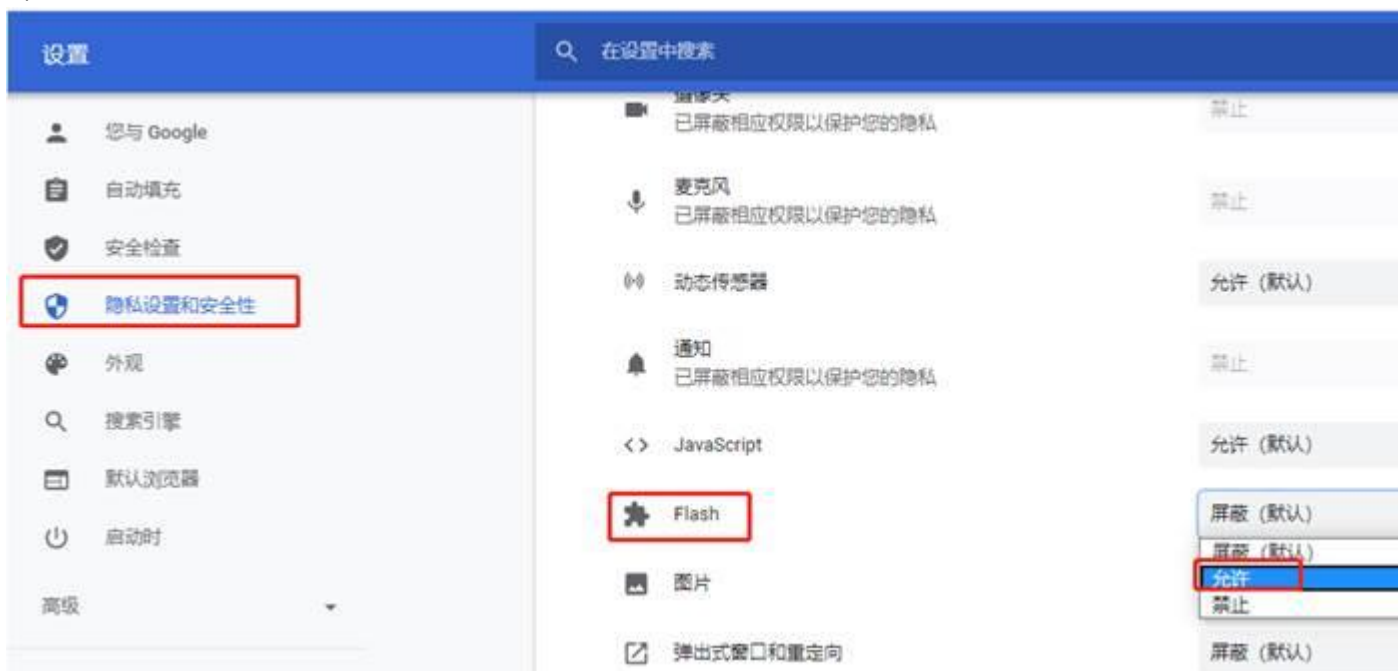 设置
在设置中搜索
您与 Google
自动填充
安全检查
隐私设置和安全性
外观
搜索引擎
默认浏览器
启动时
高级
摄像头
已屏蔽相应权限以保护您的隐私
禁止
麦克风
已屏蔽相应权限以保护您的隐私
禁止
动态传感器
允许 (默认)
通知
已屏蔽相应权限以保护您的隐私
禁止
JavaScript
允许 (默认)
Flash
屏蔽 (默认)
屏蔽 (默认)
允许
禁止
图片
弹出式窗口和重定向
屏蔽 (默认)